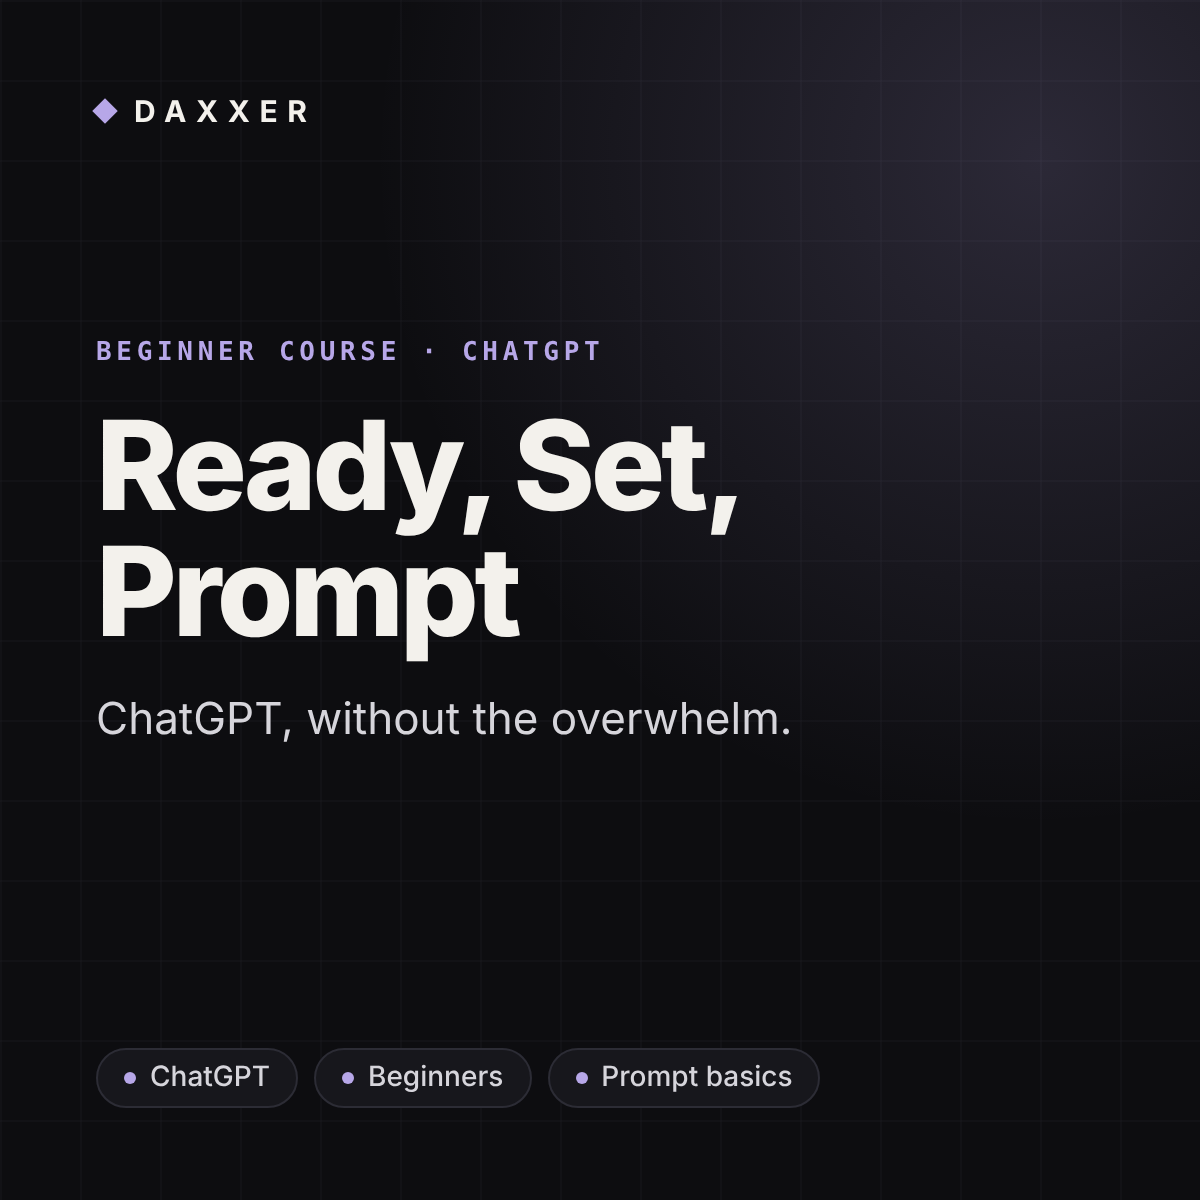 DAXXER
BEGINNER COURSE · CHATGPT
Ready, Set,
Prompt
ChatGPT, without the overwhelm.
ChatGPT
Beginners
Prompt basics